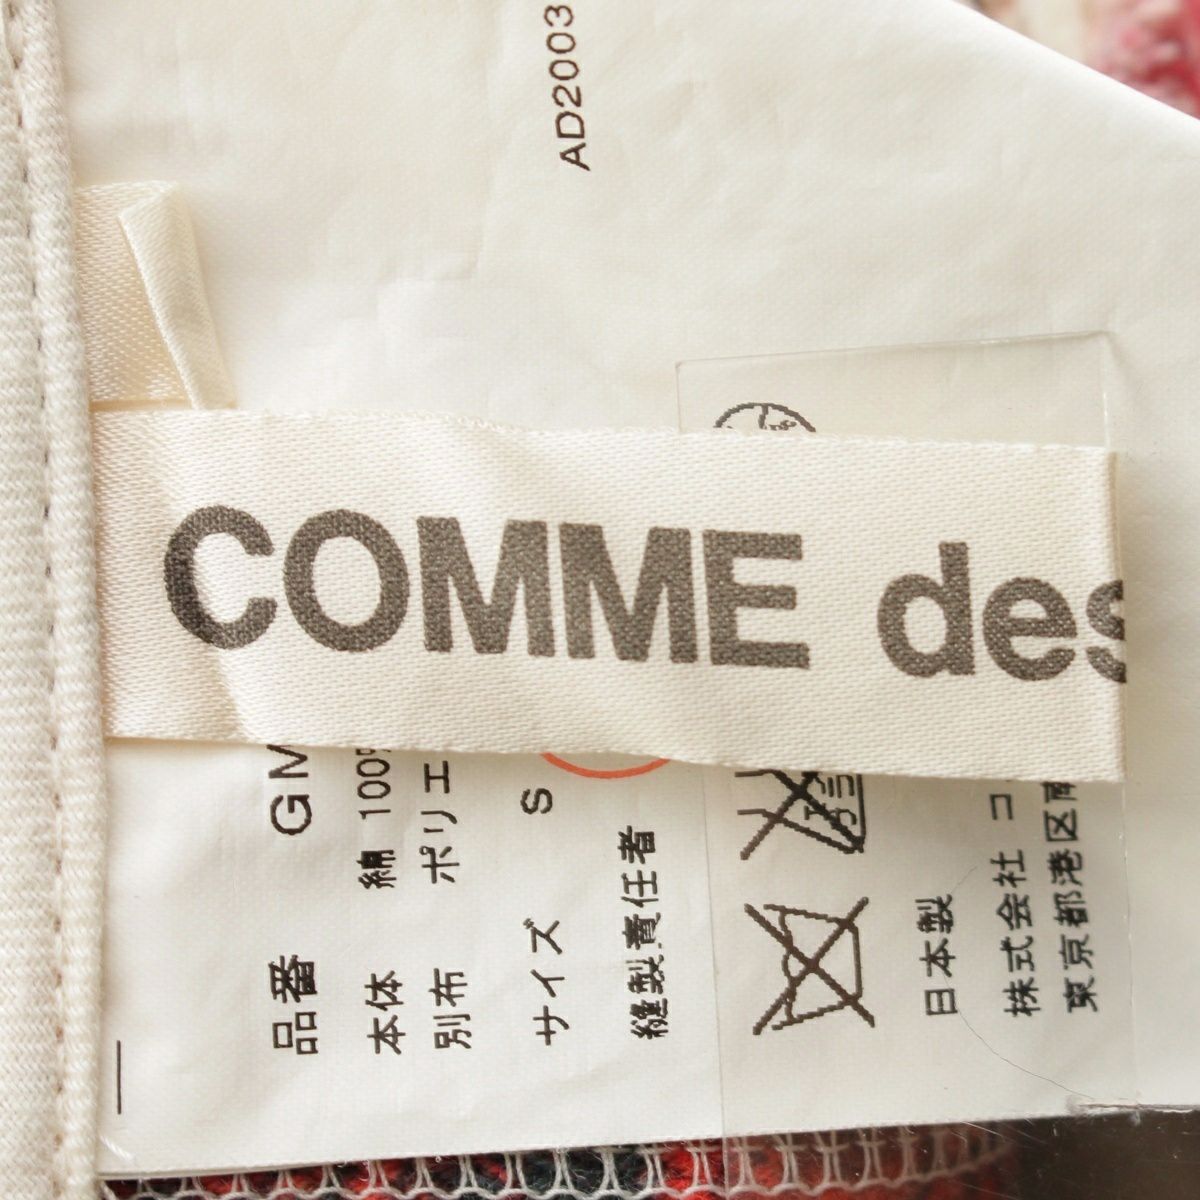 AD2003
COMME des
品番 GM
本体 綿 100%
別布 ポリエ
サイズ S
縫製責任者
日本製
株式会社 コ
東京都港区南